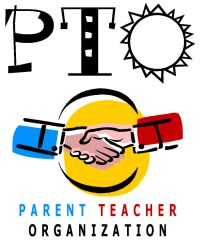 PTO
PARENT TEACHER
ORGANIZATION